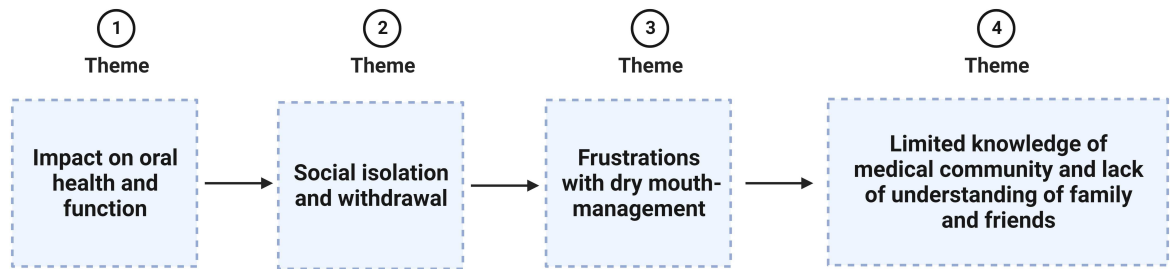 1
Theme
Impact on oral
health and
function
2
Theme
Social isolation
and withdrawal
3
Theme
Frustrations
with dry mouth-
management
4
Theme
Limited knowledge of
medical community and lack
of understanding of family
and friends